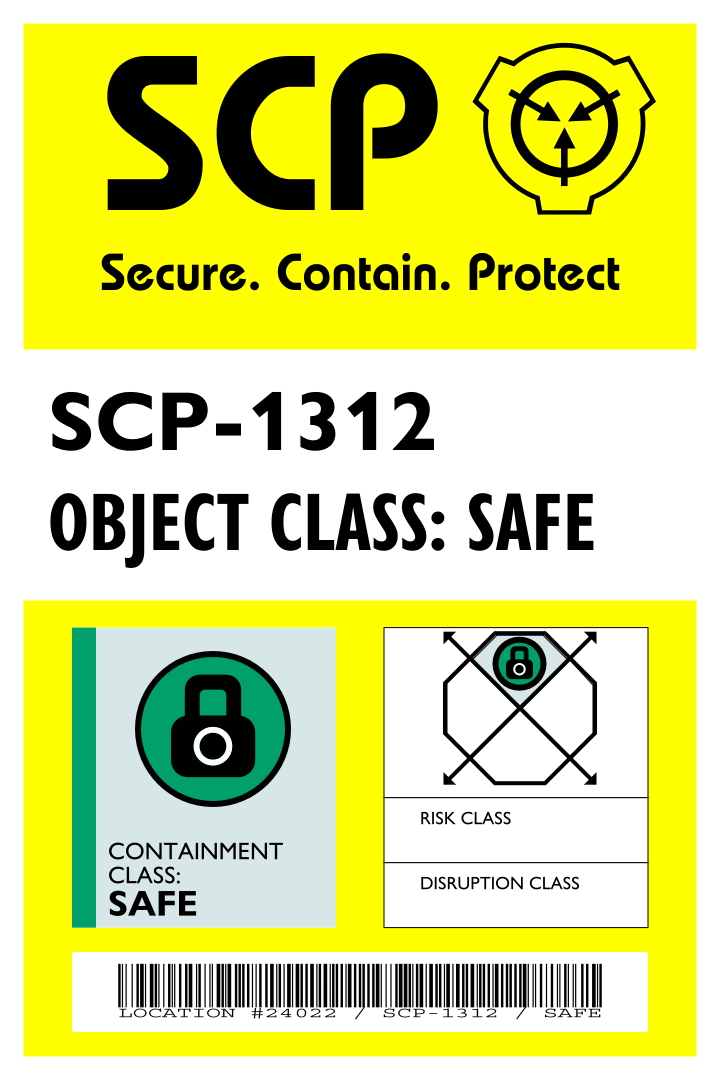 SCP
Secure. Contain. Protect
SCP-1312
OBJECT CLASS: SAFE
CONTAINMENT
CLASS:
SAFE
RISK CLASS
DISRUPTION CLASS
LOCATION #24022 / SCP-1312 / SAFE